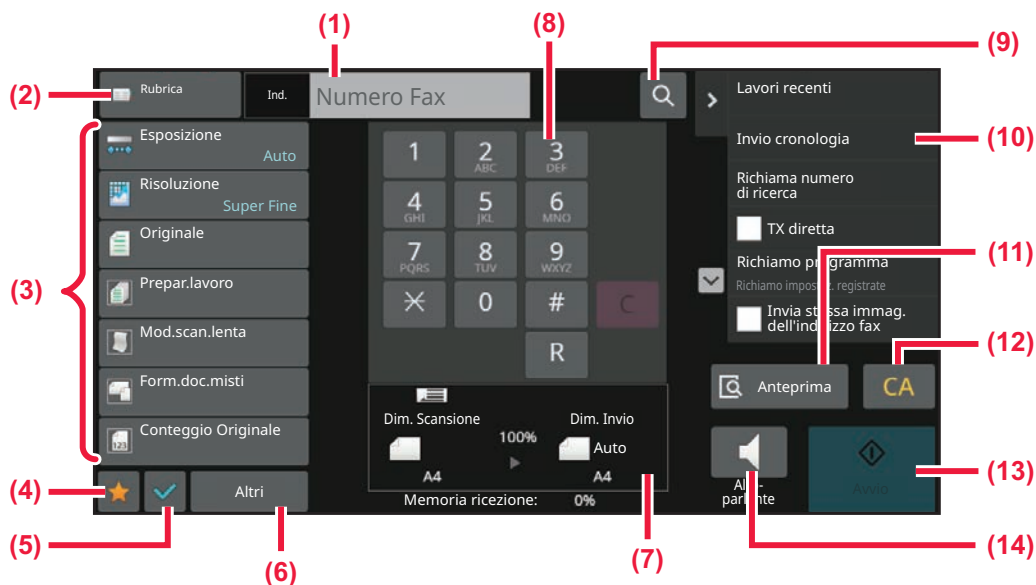 (1)
(8)
(9)
(2)
Rubrica
Ind.
Numero Fax
Lavori recenti
(3)
Esposizione
Auto
Risoluzione
Super Fine
Originale
Prepar.lavoro
Mod.scan.lenta
Form.doc.misti
Conteggio Originale
1
2
ABC
3
DEF
4
GHI
5
JKL
6
MNO
7
PQRS
8
TUV
9
WXYZ
0
#
C
R
Invio cronologia
(10)
Richiama numero
di ricerca
TX diretta
(11)
Richiamo programma
Richiamo impostaz. registrate
Invia stessa immag.
dell'indirizzo fax
(12)
Anteprima
CA
Dim. Scansione
Dim. Invio
100%
Auto
A4
A4
Memoria ricezione:
0%
Avvio
(13)
parlante
(14)
(4)
(5)
Altri
(6)
(7)
123